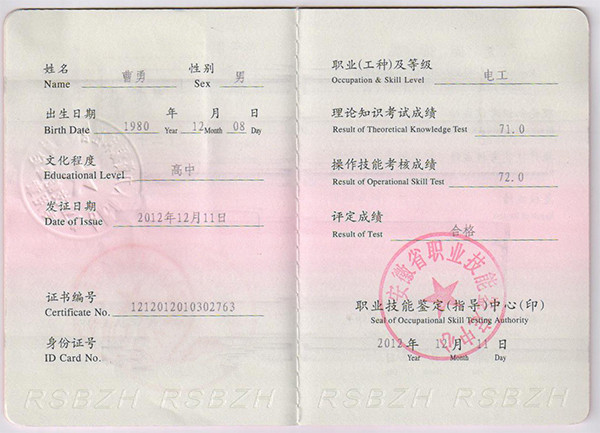 姓名 曹勇 性别 男
Name Sex
出生日期 年 月 日
Birth Date 1980 Year 12 Month 08 Day
文化程度
Educational Level 高中
发证日期
Date of Issue 2012年12月11日
证书编号
Certificate No. 1212012010302763
身份证号
ID Card No.
RSBZH RSBZH
职业(工种)及等级 电工
Occupation & Skill Level
理论知识考试成绩
Result of Theoretical Knowledge Test 71.0
操作技能考核成绩
Result of Operational Skill Test 72.0
评定成绩
Result of Test 合格
安徽省职业技能
中心
职业技能鉴定(指导)中心(印)
Seal of Occupational Skill Testing Authority
2012 年 12 月 11 日
Year Month Day
RSBZH RSBZH